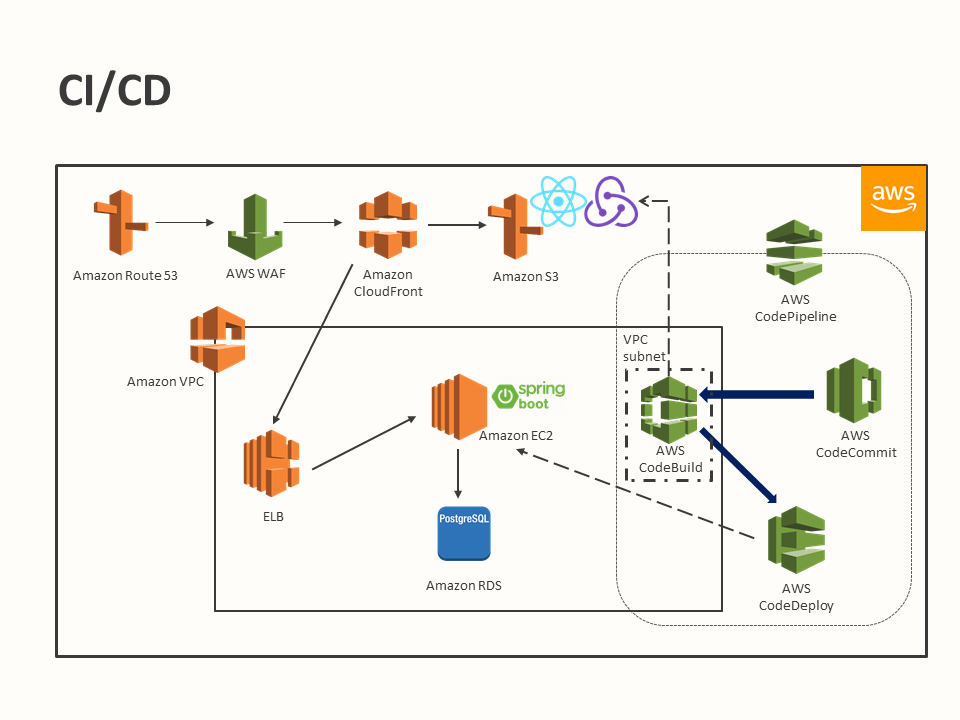 CI/CD
aws
Amazon Route 53
AWS WAF
Amazon
CloudFront
Amazon S3
AWS
CodePipeline
Amazon VPC
VPC
subnet
spring
boot
Amazon EC2
AWS
CodeBuild
AWS
CodeCommit
ELB
PostgreSQL
Amazon RDS
AWS
CodeDeploy